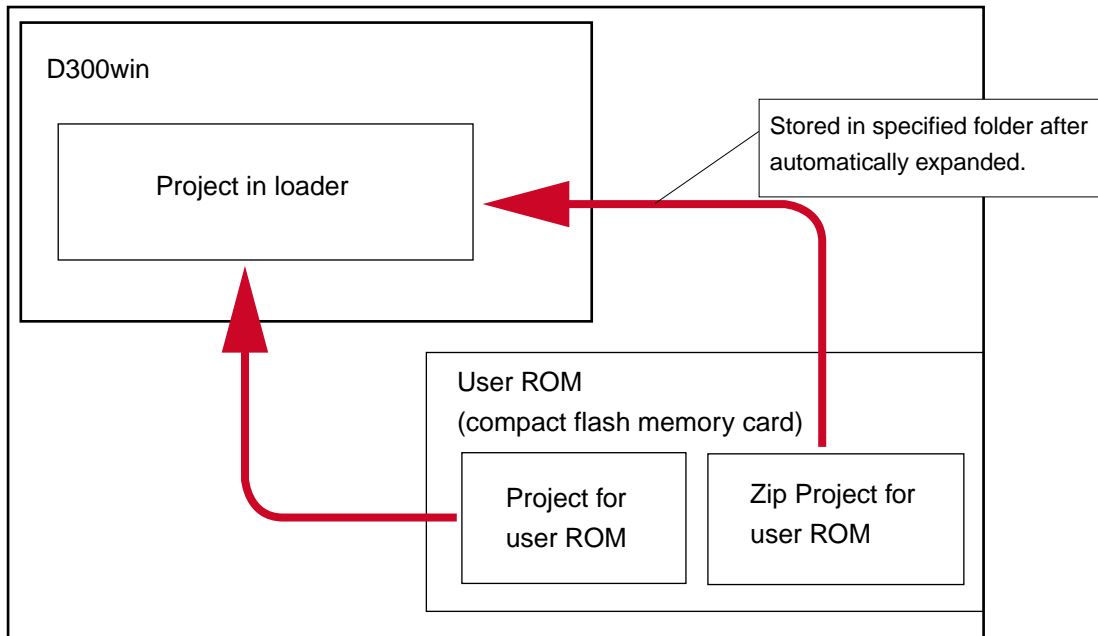 D300win
Project in loader
Stored in specified folder after
automatically expanded.
User ROM
(compact flash memory card)
Project for
user ROM
Zip Project for
user ROM